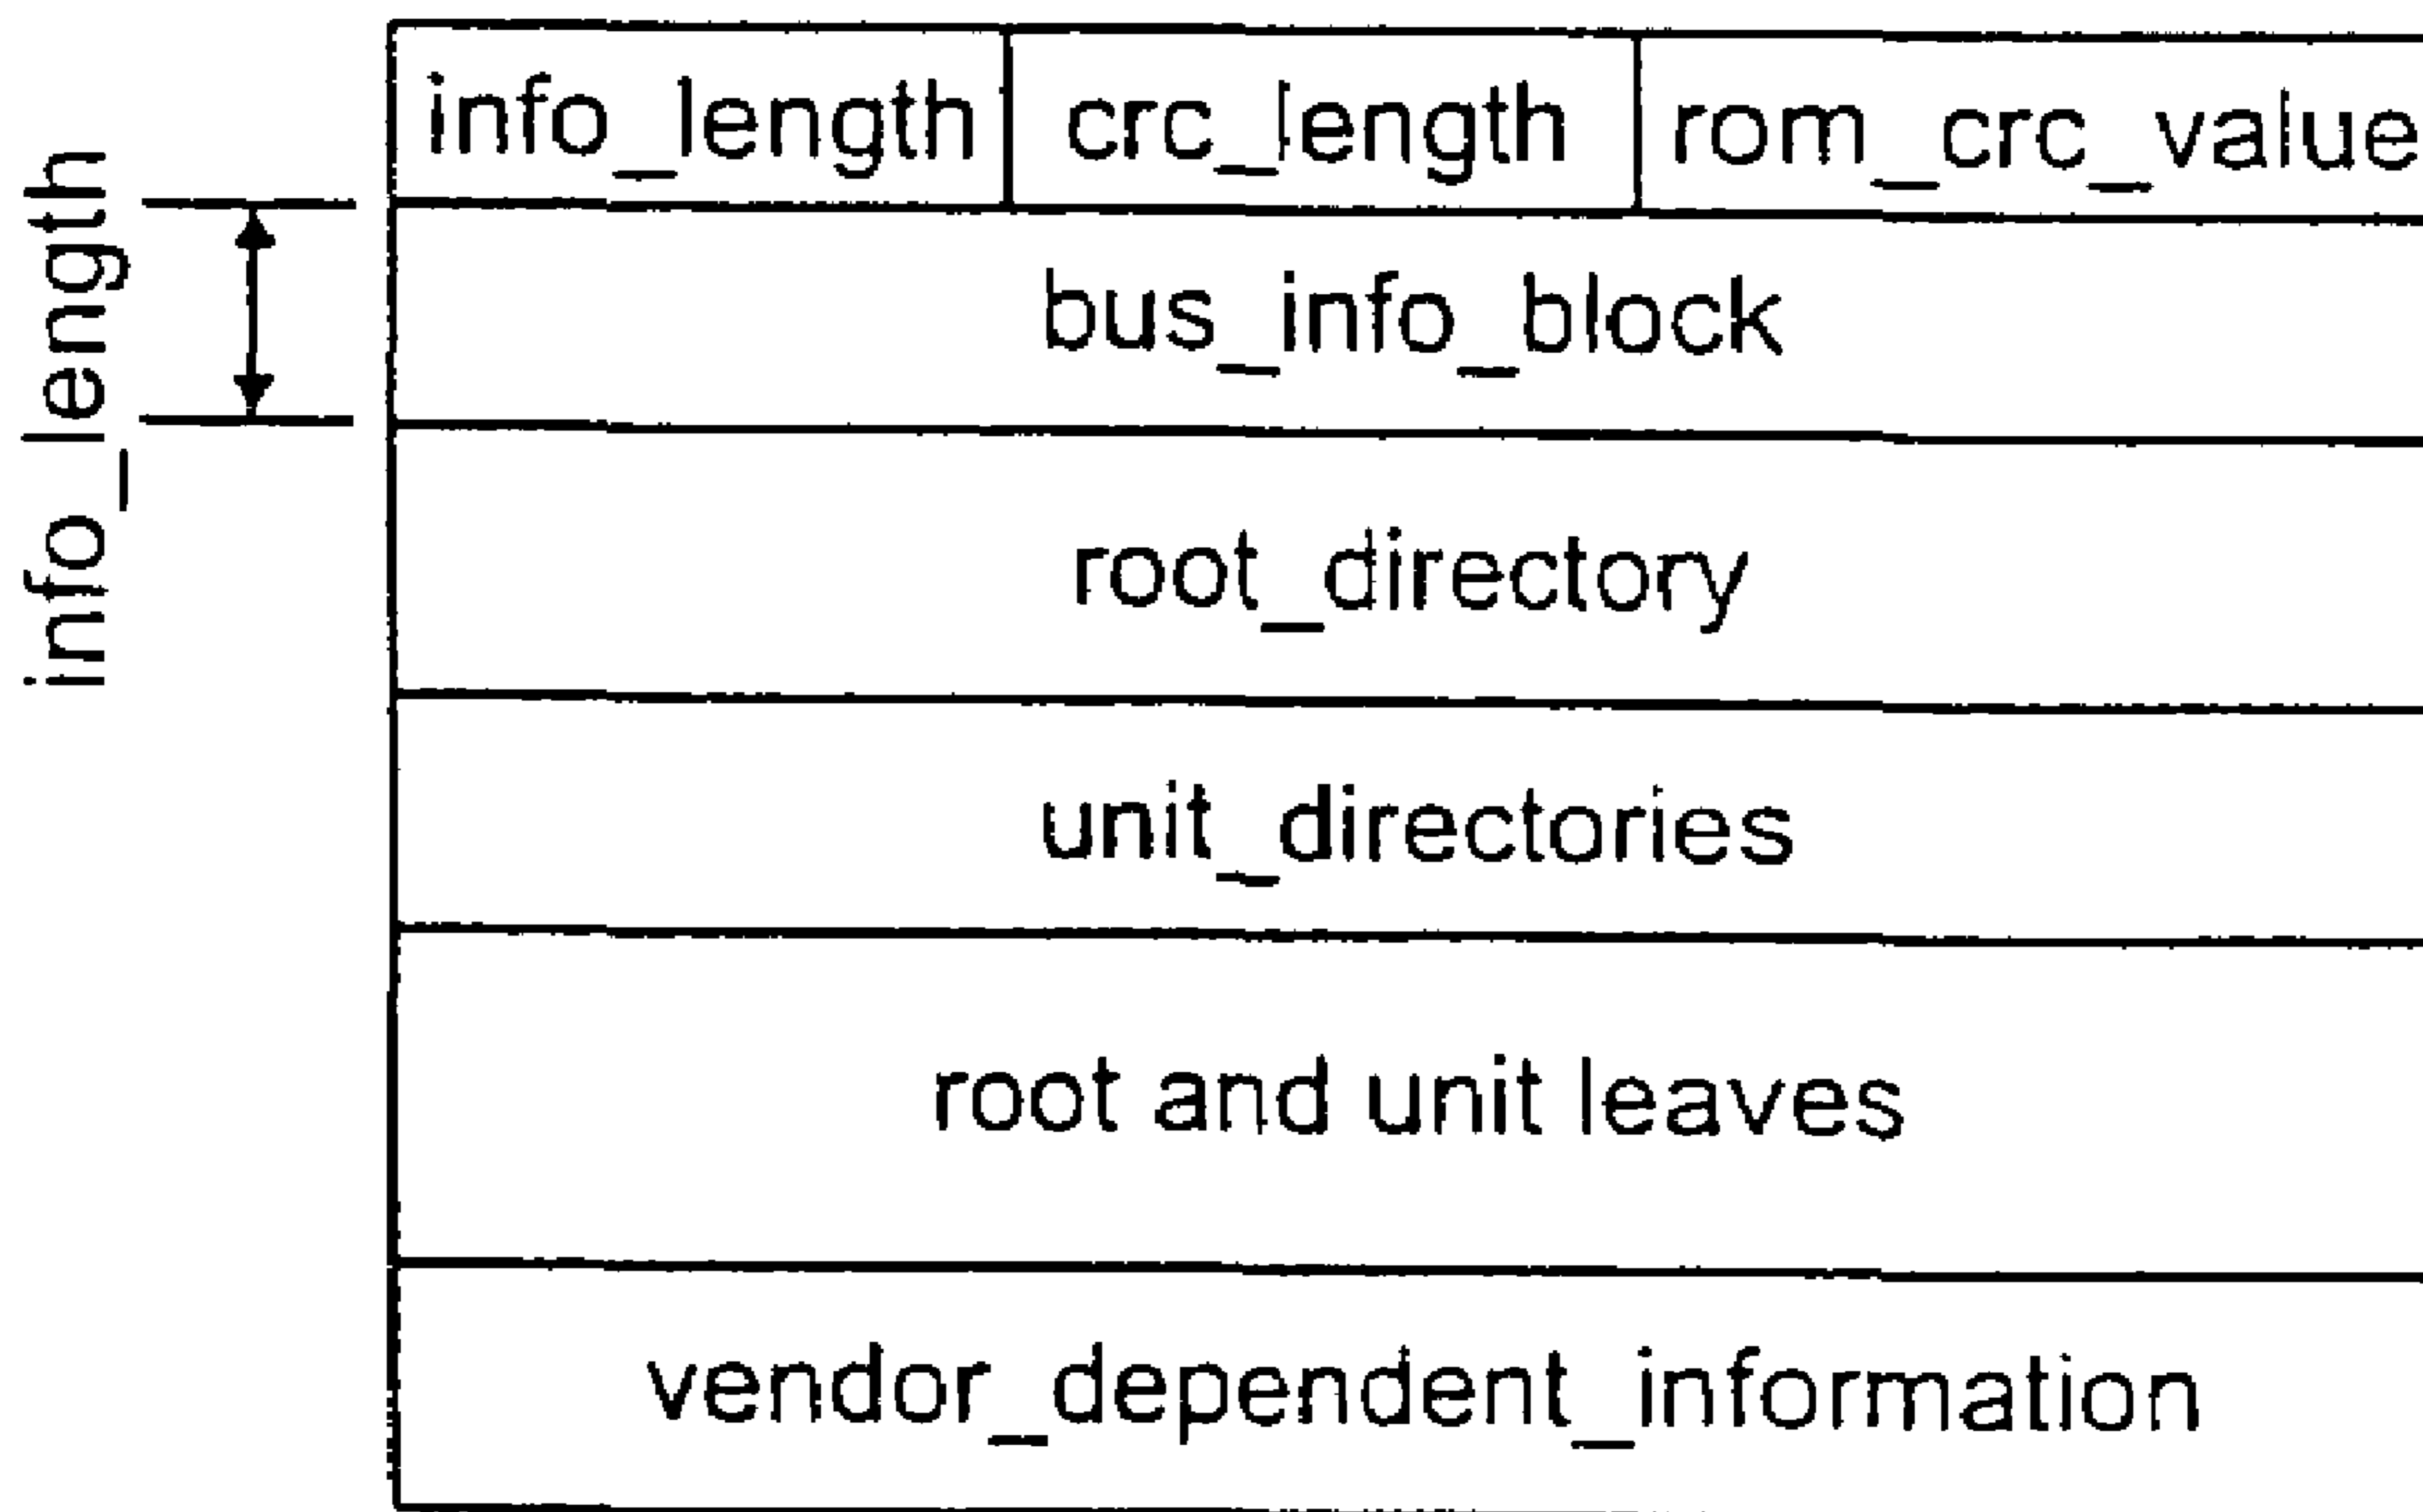 info_length crc_length rom_crc_value
info_length
bus_info_block
root_directory
unit_directories
root and unit leaves
vendor_dependent_information